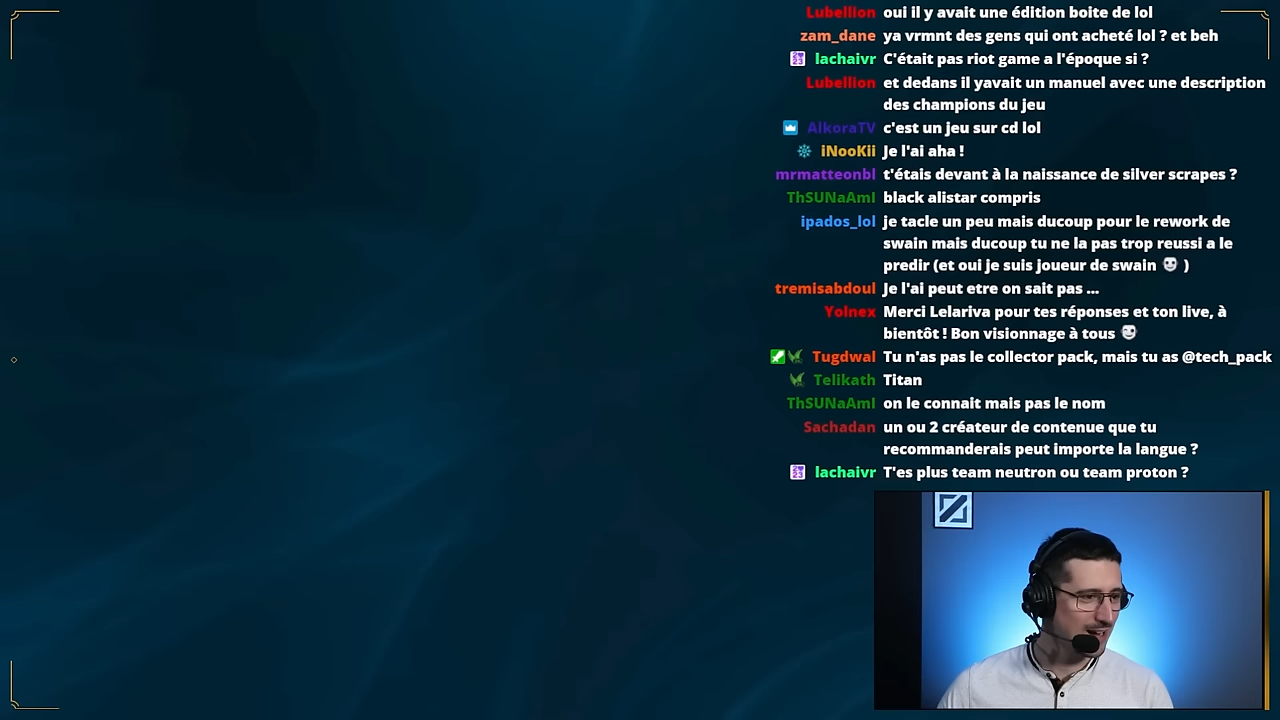 Lubellion oui il y avait une édition boite de lol
zam_dane ya vrmnt des gens qui ont acheté lol ? et beh
lachaivr C'était pas riot game a l'époque si ?
Lubellion et dedans il yavait un manuel avec une description
des champions du jeu
AlkoraTV c'est un jeu sur cd lol
iNooKii Je l'ai aha !
mrmatteonbl t'étais devant à la naissance de silver scrapes ?
ThSUNaAmI black alistar compris
ipados_lol je tacle un peu mais ducoup pour le rework de
swain mais ducoup tu ne la pas trop reussi a le
predir (et oui je suis joueur de swain )
tremisabdoul Je l'ai peut etre on sait pas ...
Yolnex Merci Lelariva pour tes réponses et ton live, à
bientôt ! Bon visionnage à tous
Tugdwal Tu n'as pas le collector pack, mais tu as @tech_pack
Telikath Titan
ThSUNaAmI on le connait mais pas le nom
Sachadan un ou 2 créateur de contenue que tu
recommanderais peut importe la langue ?
lachaivr T'es plus team neutron ou team proton ?